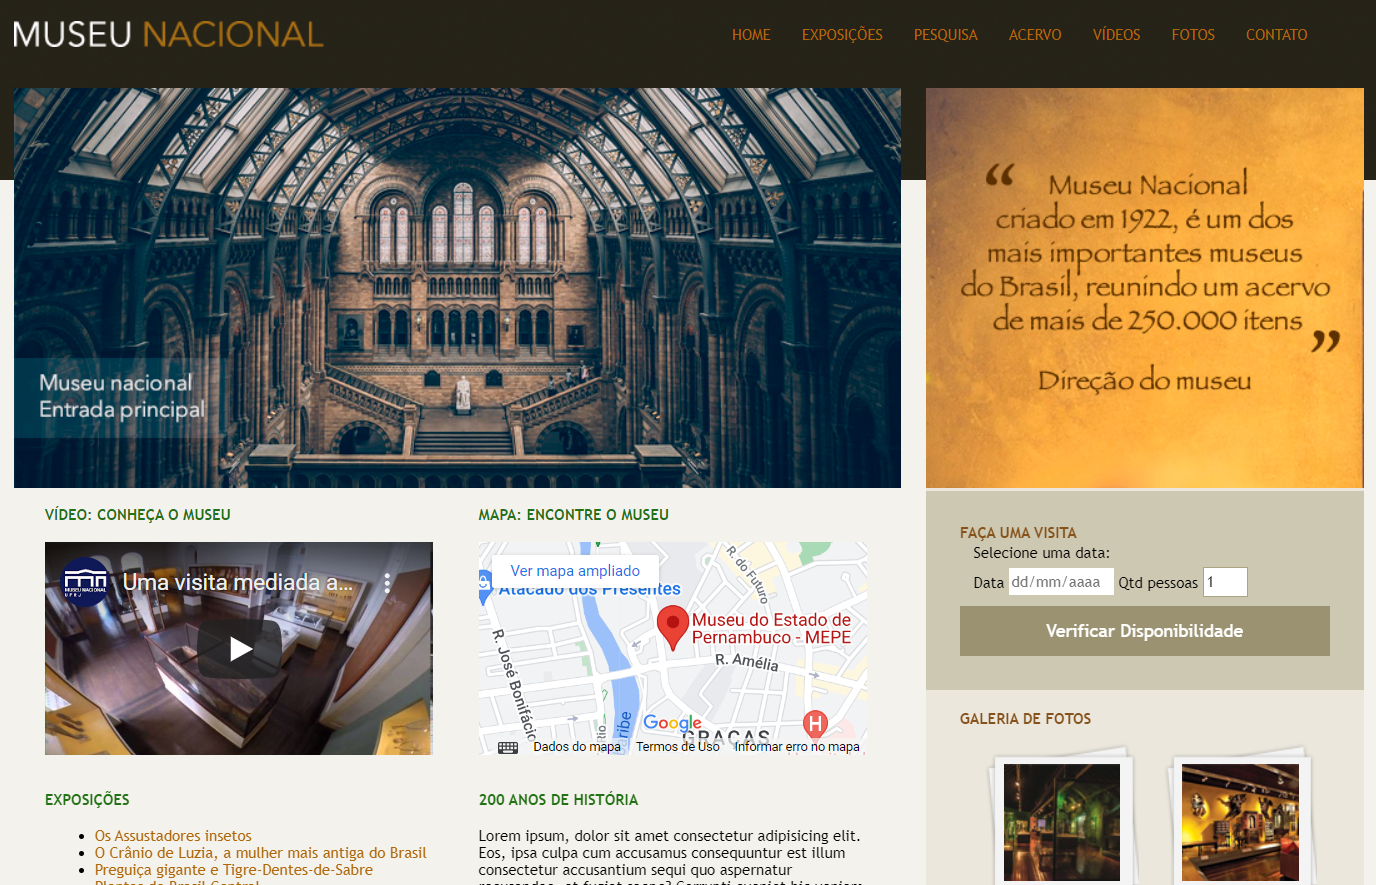 MUSEU NACIONAL
HOME EXPOSIÇÕES PESQUISA ACERVO VÍDEOS FOTOS CONTATO
Museu nacional
Entrada principal
“ Museu Nacional
criado em 1922, é um dos
mais importantes museus
do Brasil, reunindo um acervo
de mais de 250.000 itens ”
Direção do museu
VÍDEO: CONHEÇA O MUSEU
MUSEU NACIONAL
UFRJ
Uma visita mediada a...
MAPA: ENCONTRE O MUSEU
Ver mapa ampliado
R. do Futuro
Atacado dos Presentes
Museu do Estado de
Pernambuco - MEPE
R. José Bonifácio
R. Amélia
Rio
aribe
H
Google
GRAÇAS
Dados do mapa Termos de Uso Informar erro no mapa
FAÇA UMA VISITA
Selecione uma data:
Data dd/mm/aaaa Qtd pessoas 1
Verificar Disponibilidade
GALERIA DE FOTOS
EXPOSIÇÕES
Os Assustadores insetos
O Crânio de Luzia, a mulher mais antiga do Brasil
Preguiça gigante e Tigre-Dentes-de-Sabre
200 ANOS DE HISTÓRIA
Lorem ipsum, dolor sit amet consectetur adipisicing elit.
Eos, ipsa culpa cum accusamus consequuntur est illum
consectetur accusantium sequi quo aspernatur